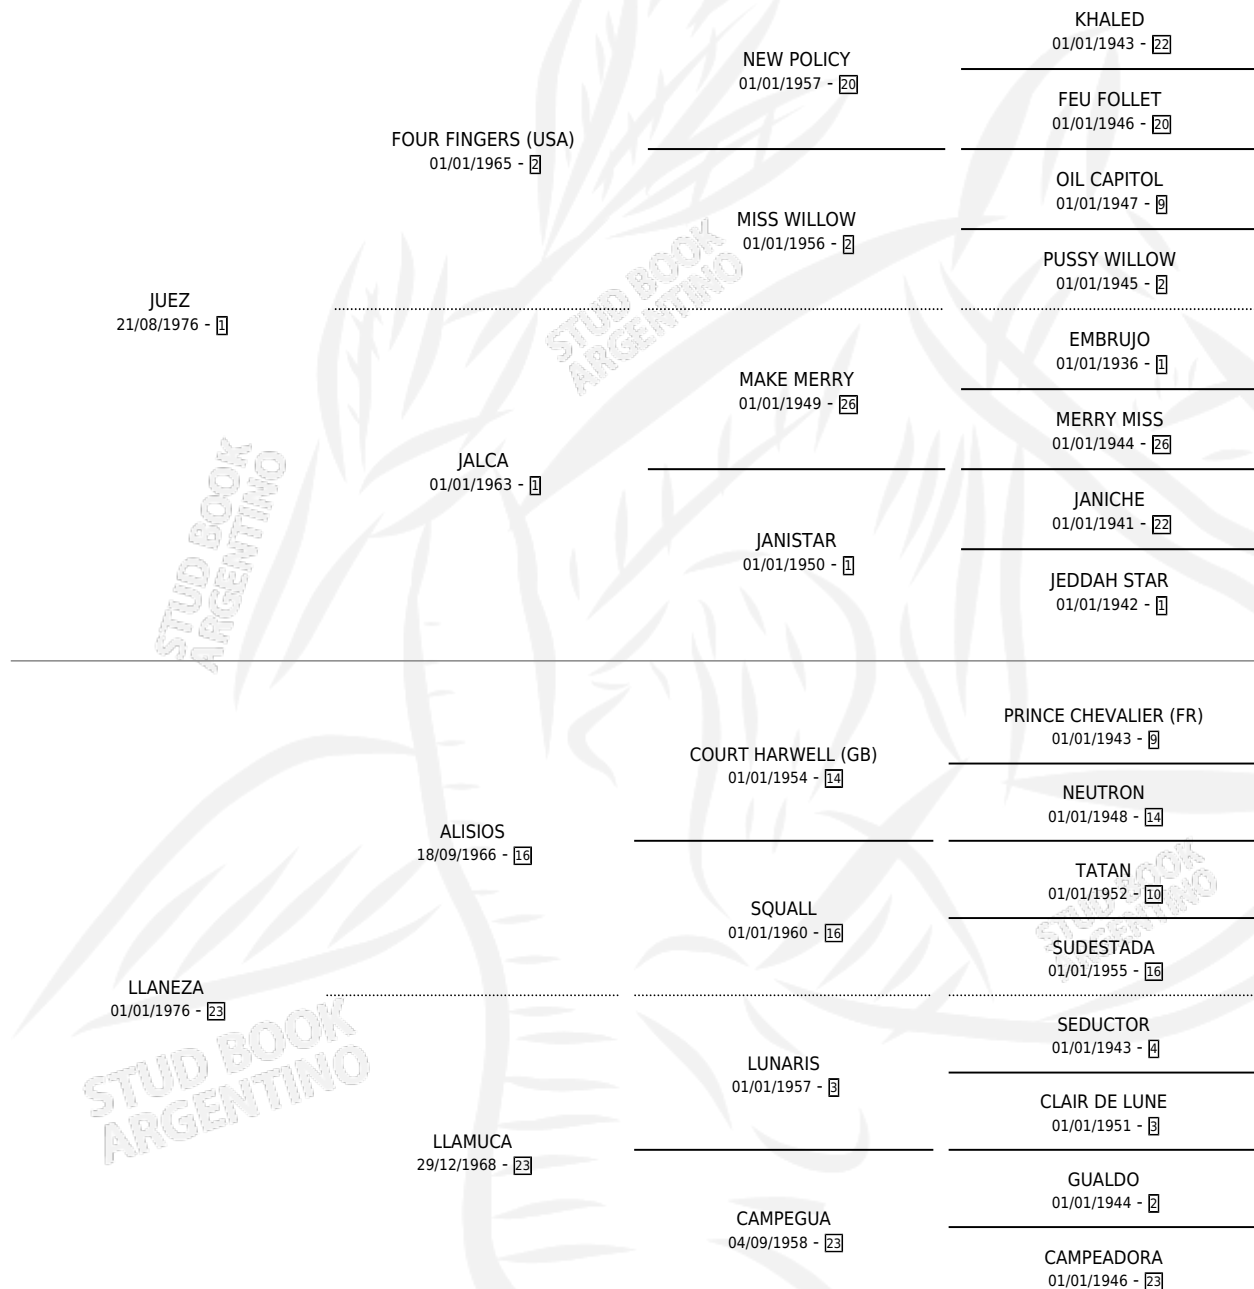 KHALED
01/01/1943 - 22
NEW POLICY
01/01/1957 - 20
FEU FOLLET
01/01/1946 - 20
FOUR FINGERS (USA)
01/01/1965 - 2
OIL CAPITOL
01/01/1947 - 9
MISS WILLOW
01/01/1956 - 2
PUSSY WILLOW
01/01/1945 - 2
JUEZ
21/08/1976 - 1
EMBRUJO
01/01/1936 - 1
MAKE MERRY
01/01/1949 - 26
MERRY MISS
01/01/1944 - 26
JALCA
01/01/1963 - 1
JANICHE
01/01/1941 - 22
JANISTAR
01/01/1950 - 1
JEDDAH STAR
01/01/1942 - 1
PRINCE CHEVALIER (FR)
01/01/1943 - 9
COURT HARWELL (GB)
01/01/1954 - 14
NEUTRON
01/01/1948 - 14
ALISIOS
18/09/1966 - 16
TATAN
01/01/1952 - 10
SQUALL
01/01/1960 - 16
SUDESTADA
01/01/1955 - 16
LLANEZA
01/01/1976 - 23
SEDUCTOR
01/01/1943 - 4
LUNARIS
01/01/1957 - 3
CLAIR DE LUNE
01/01/1951 - 3
LLAMUCA
29/12/1968 - 23
GUALDO
01/01/1944 - 2
CAMPEGUA
04/09/1958 - 23
CAMPEADORA
01/01/1946 - 23
STUD BOOK
ARGENTINO
STUD BOOK
ARGENTINO
STUD BOOK
ARGENTINO
STUD BOOK
ARGENTINO